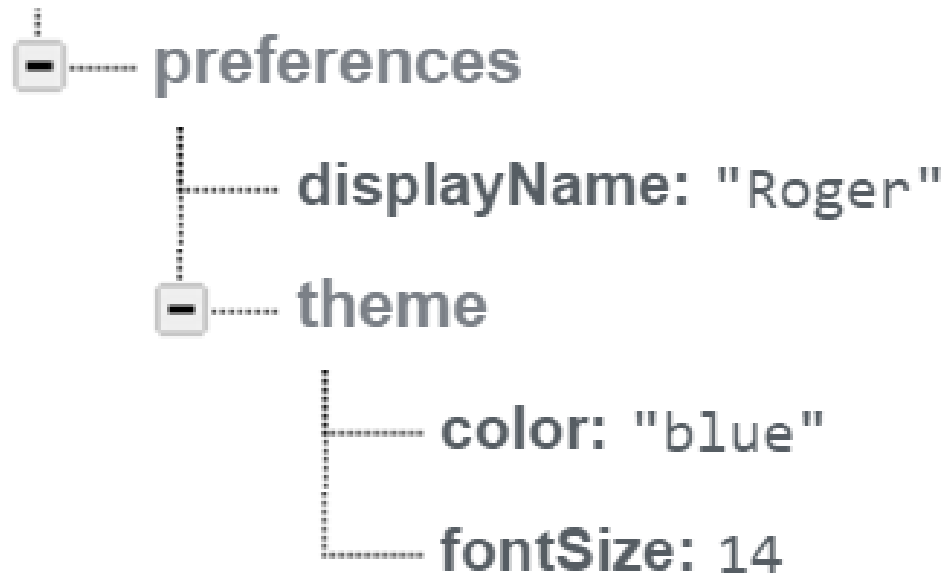 preferences
displayName: "Roger"
theme
color: "blue"
fontSize: 14